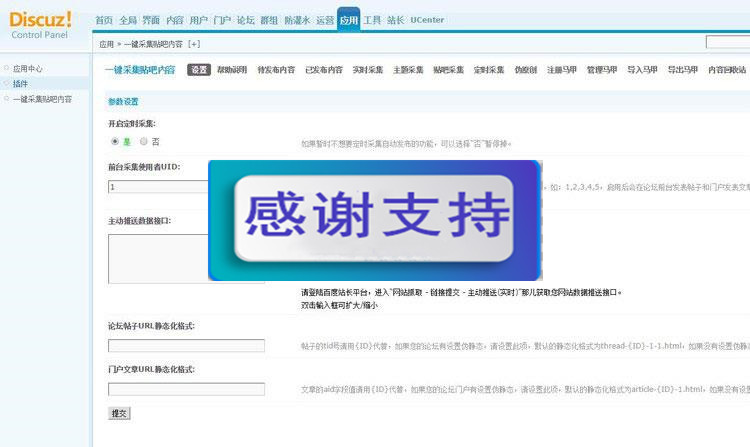 Discuz!
Control Panel
首页 全局 界面 内容 用户 门户 论坛 群组 防灌水 运营 应用 工具 站长 UCenter
应用 » 一键采集贴吧内容 [+]
应用中心
插件
一键采集贴吧内容
一键采集贴吧内容 设置 帮助说明 待发布内容 已发布内容 实时采集 主题采集 贴吧采集 定时采集 伪原创 注册马甲 管理马甲 导入马甲 导出马甲 内容回收站
参数设置
开启定时采集:
是 否 如果暂时不想要定时采集自动发布的功能，可以选择"否"暂停掉。
前台采集使用者UID:
1 , 如：1,2,3,4,5，启用后会在论坛前台发表帖子和门户发表文章
感谢支持
主动推送数据接口:
请登陆百度站长平台，进入"网站抓取 - 链接提交 - 主动推送(实时)"那儿获取您网站数据推送接口。
双击输入框可扩大/缩小
论坛帖子URL静态化格式:
帖子的tid号请用{ID}代替，如果您的论坛有设置伪静态，请设置此项，默认的静态化格式为thread-{ID}-1-1.html，如果没有设置伪
门户文章URL静态化格式:
文章的aid字段值请用{ID}代替，如果您的论坛门户有设置伪静态，请设置此项，默认的静态化格式为article-{ID}-1.html，如果没有设
提交